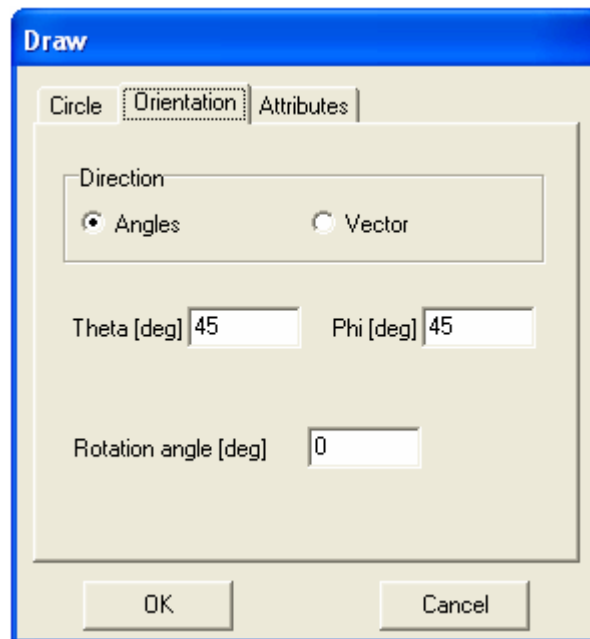 Draw
Circle Orientation Attributes
Direction
Angles Vector
Theta [deg] 45 Phi [deg] 45
Rotation angle [deg] 0
OK Cancel